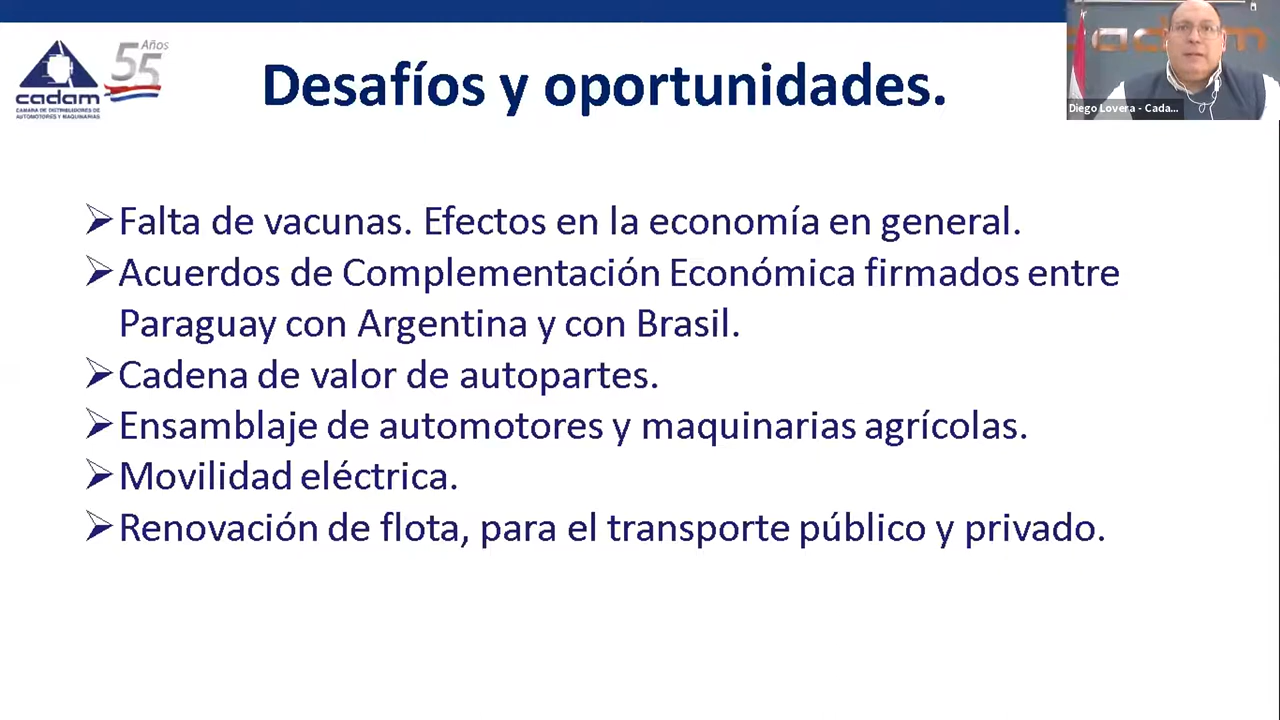 Desafíos y oportunidades.
55 Años
cadam
CÁMARA DE DISTRIBUIDORES DE
AUTOMOTORES Y MAQUINARIAS
cadam
Diego Lovera - Cada...
Falta de vacunas. Efectos en la economía en general.
Acuerdos de Complementación Económica firmados entre
Paraguay con Argentina y con Brasil.
Cadena de valor de autopartes.
Ensamblaje de automotores y maquinarias agrícolas.
Movilidad eléctrica.
Renovación de flota, para el transporte público y privado.